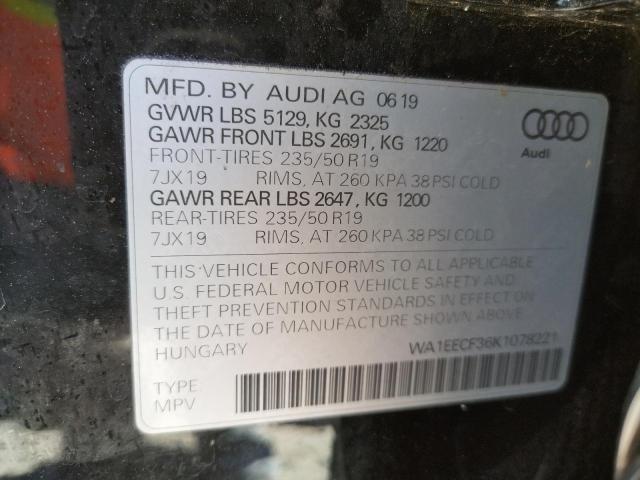 MFD. BY AUDI AG 06 19
GVWR LBS 5129, KG 2325
GAWR FRONT LBS 2691, KG 1220
FRONT-TIRES 235/50 R19
7JX19 RIMS, AT 260 KPA 38 PSI COLD
GAWR REAR LBS 2647, KG 1200
REAR-TIRES 235/50 R19
7JX19 RIMS, AT 260 KPA 38 PSI COLD
Audi
THIS VEHICLE CONFORMS TO ALL APPLICABLE
U.S. FEDERAL MOTOR VEHICLE SAFETY AND
THEFT PREVENTION STANDARDS IN EFFECT ON
THE DATE OF MANUFACTURE SHOWN ABOVE
HUNGARY WA1EECF36K1078221
TYPE
MPV